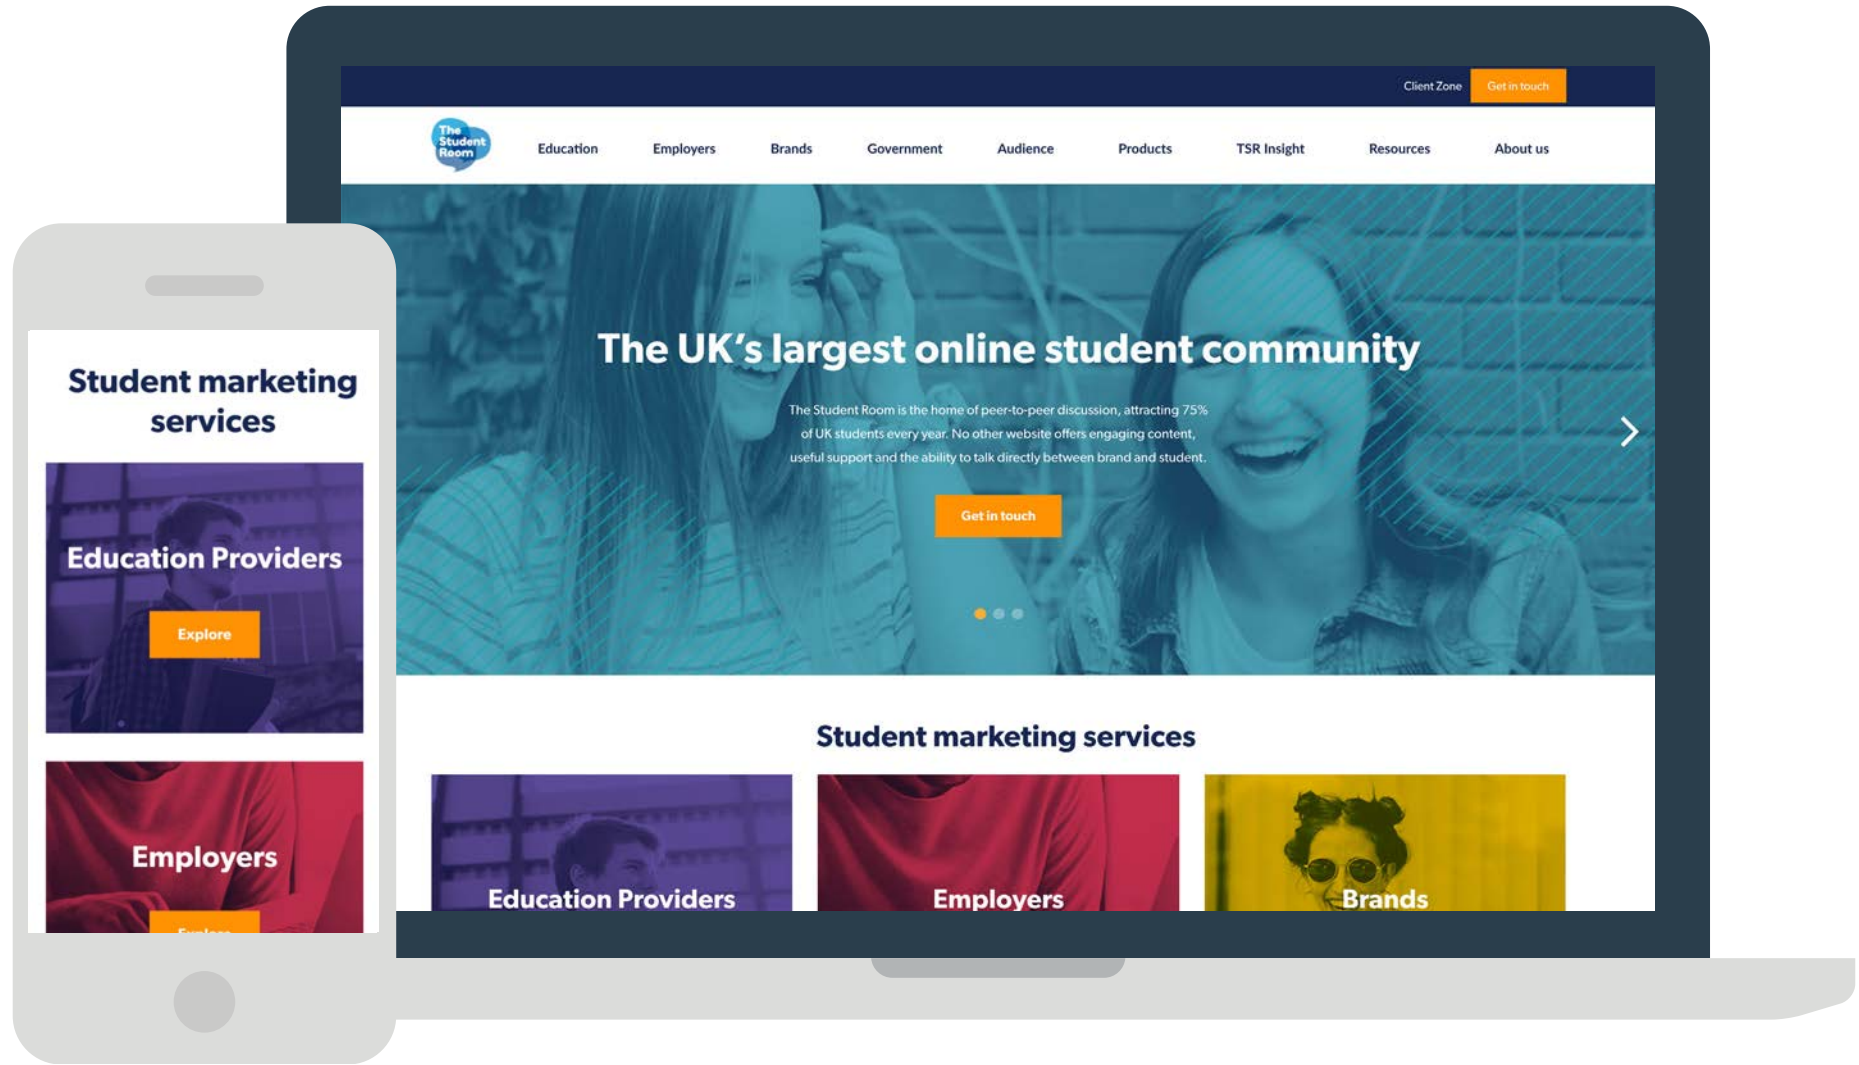 Client Zone
Get in touch
The
Student
Room
Education
Employers
Brands
Government
Audience
Products
TSR Insight
Resources
About us
The UK's largest online student community
The Student Room is the home of peer-to-peer discussion, attracting 75%
of UK students every year. No other website offers engaging content,
useful support and the ability to talk directly between brand and student.
Get in touch
Student marketing services
Education Providers
Employers
Brands
Student marketing
services
Education Providers
Explore
Employers
Explore